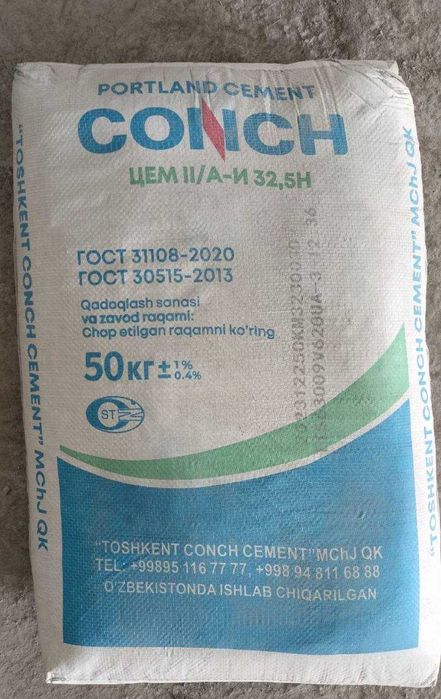 PORTLAND CEMENT
CONCH
ЦЕМ II/А-И 32,5Н
ГОСТ 31108-2020
ГОСТ 30515-2013
Qadoqlash sanasi
va zavod raqami:
Chop etilgan raqamni ko'ring
50КГ± 1%
0.4%
ST
"TOSHKENT CONCH CEMENT" MChJ QK
TEL: +99895 116 77 77, +998 94 811 68 88
O'ZBEKISTONDA ISHLAB CHIQARILGAN
"TOSHKENT CONCH CEMENT" MChJ QK
"TOSHKENT CONCH CEMENT" MChJ QK